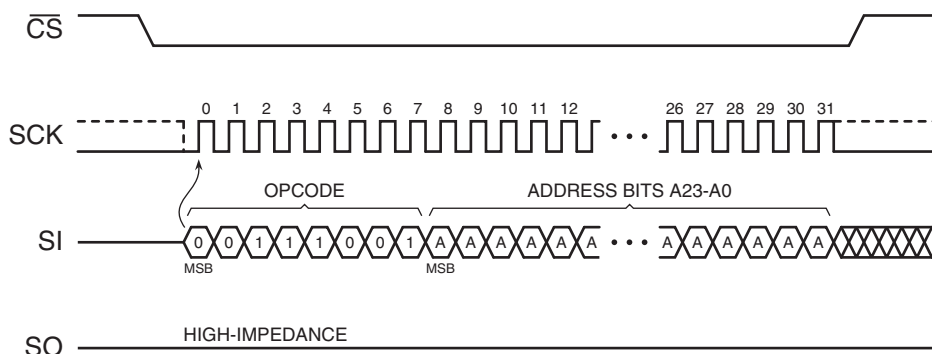 CS
0 1 2 3 4 5 6 7 8 9 10 11 12 26 27 28 29 30 31
SCK
OPCODE ADDRESS BITS A23-A0
SI 0 0 1 1 1 0 0 1 A A A A A A A A A A A A
MSB MSB
HIGH-IMPEDANCE
SO